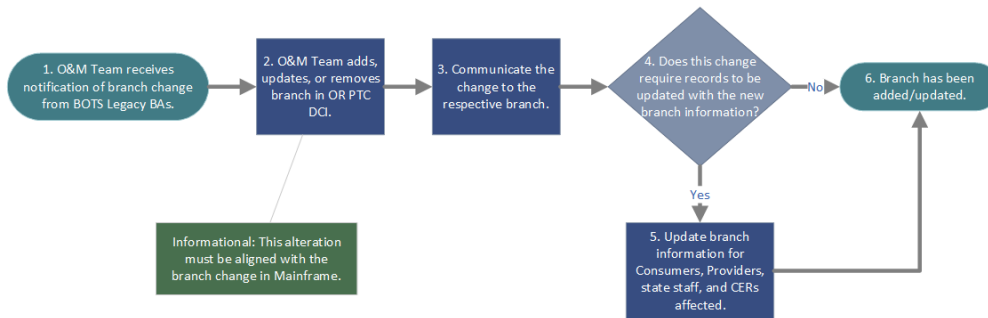 1. O&M Team receives
notification of branch change
from BOTS Legacy BAs.
2. O&M Team adds,
updates, or removes
branch in OR PTC
DCI.
3. Communicate the
change to the
respective branch.
4. Does this change
require records to be
updated with the new
branch information?
No
6. Branch has been
added/updated.
Yes
Informational: This alteration
must be aligned with the
branch change in Mainframe.
5. Update branch
information for
Consumers, Providers,
state staff, and CERs
affected.